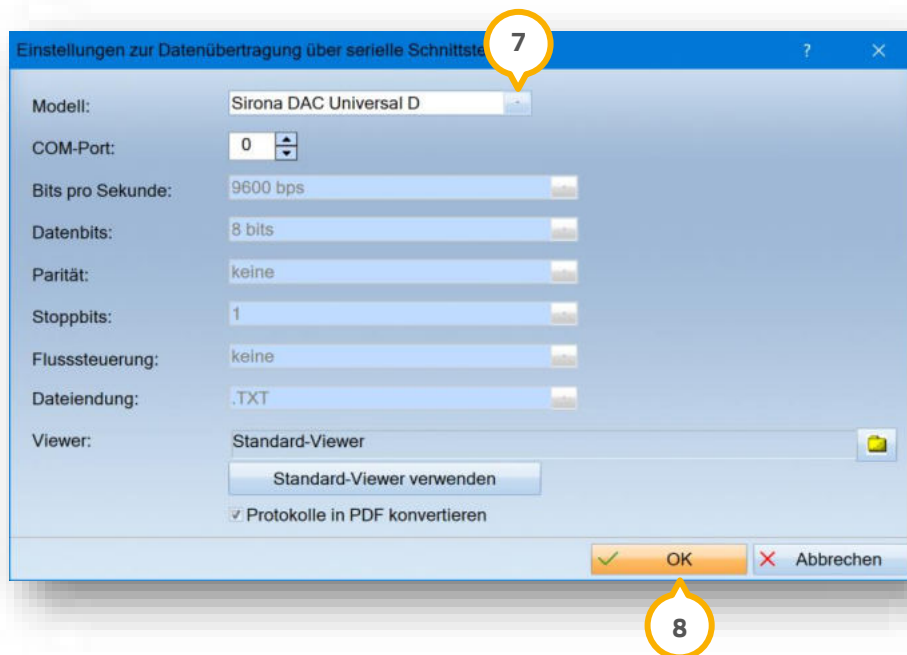 7
Einstellungen zur Datenübertragung über serielle
? ×
Modell: Sirona DAC Universal D
COM-Port: 0
Bits pro Sekunde: 9600 bps
Datenbits: 8 bits
Parität: keine
Stoppbits: 1
Flusssteuerung: keine
Dateiendung: .TXT
Viewer: Standard-Viewer
Standard-Viewer verwenden
Protokolle in PDF konvertieren
OK Abbrechen
8